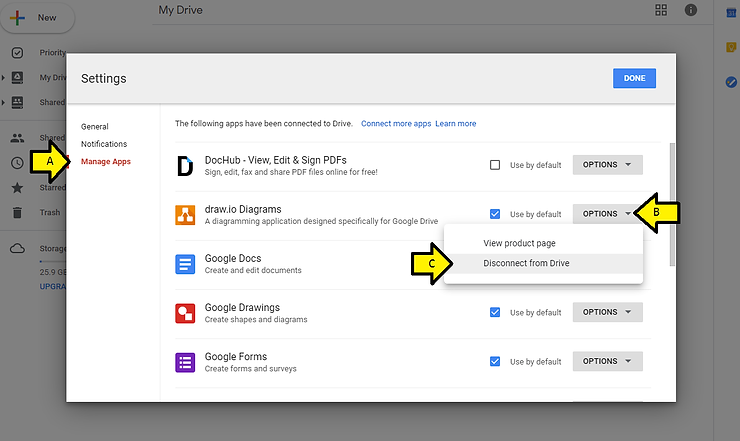 New
My Drive
Priority
My Driv
Shared
Shared
Starred
Trash
Storage
25.9 GB
UPGRA
Settings
DONE
General
Notifications
Manage Apps
A
The following apps have been connected to Drive. Connect more apps Learn more
DocHub - View, Edit & Sign PDFs
Sign, edit, fax and share PDF files online for free!
Use by default
OPTIONS
draw.io Diagrams
A diagramming application designed specifically for Google Drive
Use by default
OPTIONS
B
View product page
Disconnect from Drive
C
Google Docs
Create and edit documents
Google Drawings
Create shapes and diagrams
Use by default
OPTIONS
Google Forms
Create forms and surveys
Use by default
OPTIONS